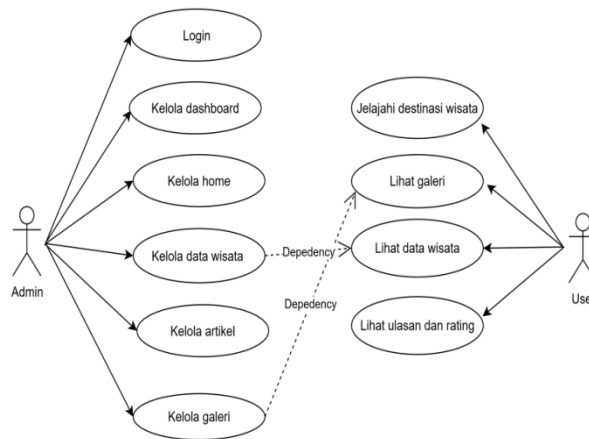 Login
Kelola dashboard
Jelajahi destinasi wisata
Kelola home
Lihat galeri
Admin
Kelola data wisata
Depedency
Lihat data wisata
Use
Depedency
Kelola artikel
Lihat ulasan dan rating
Kelola galeri